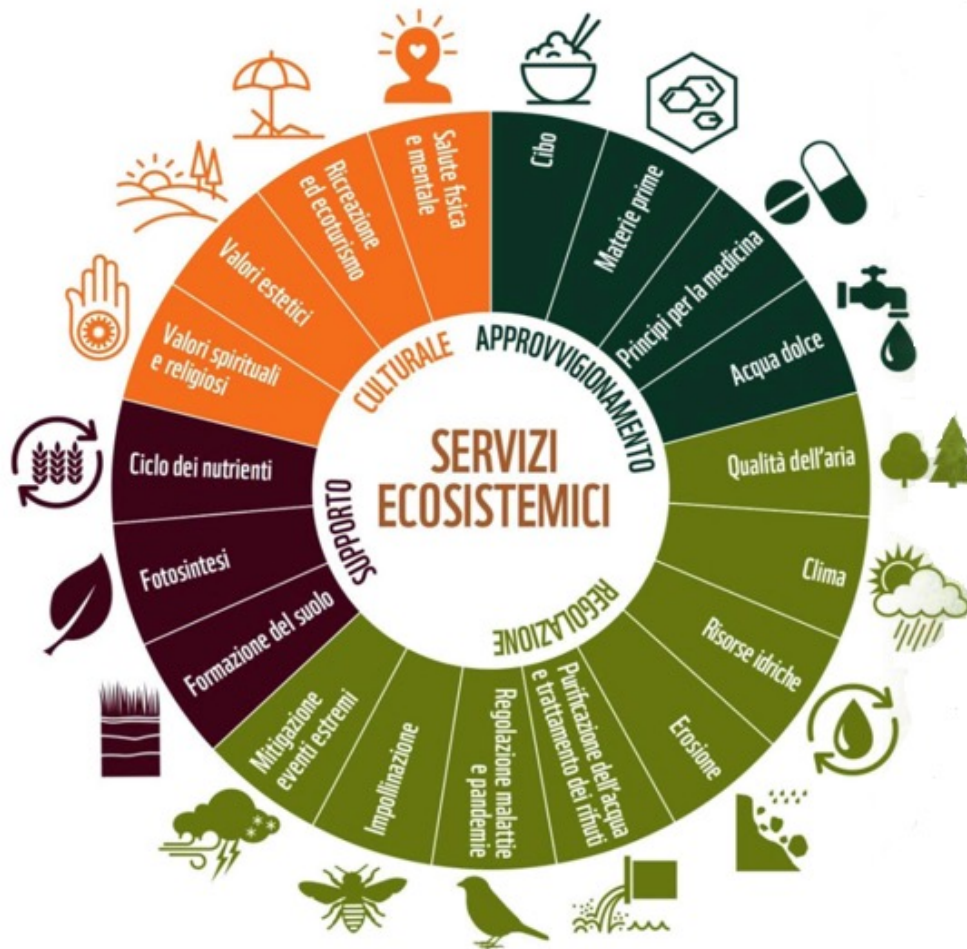 SERVIZI
ECOSISTEMICI
APPROVVIGIONAMENTO
Cibo
Materie prime
Principi per la medicina
Acqua dolce
REGOLAZIONE
Qualità dell'aria
Clima
Risorse idriche
Erosione
Purificazione dell'acqua
e trattamento dei rifiuti
Regolazione malattie
e pandemie
Impollinazione
Mitigazione
eventi estremi
SUPPORTO
Formazione del suolo
Fotosintesi
Ciclo dei nutrienti
CULTURALE
Valori spirituali
e religiosi
Valori estetici
Ricreazione
ed ecoturismo
Salute fisica
e mentale